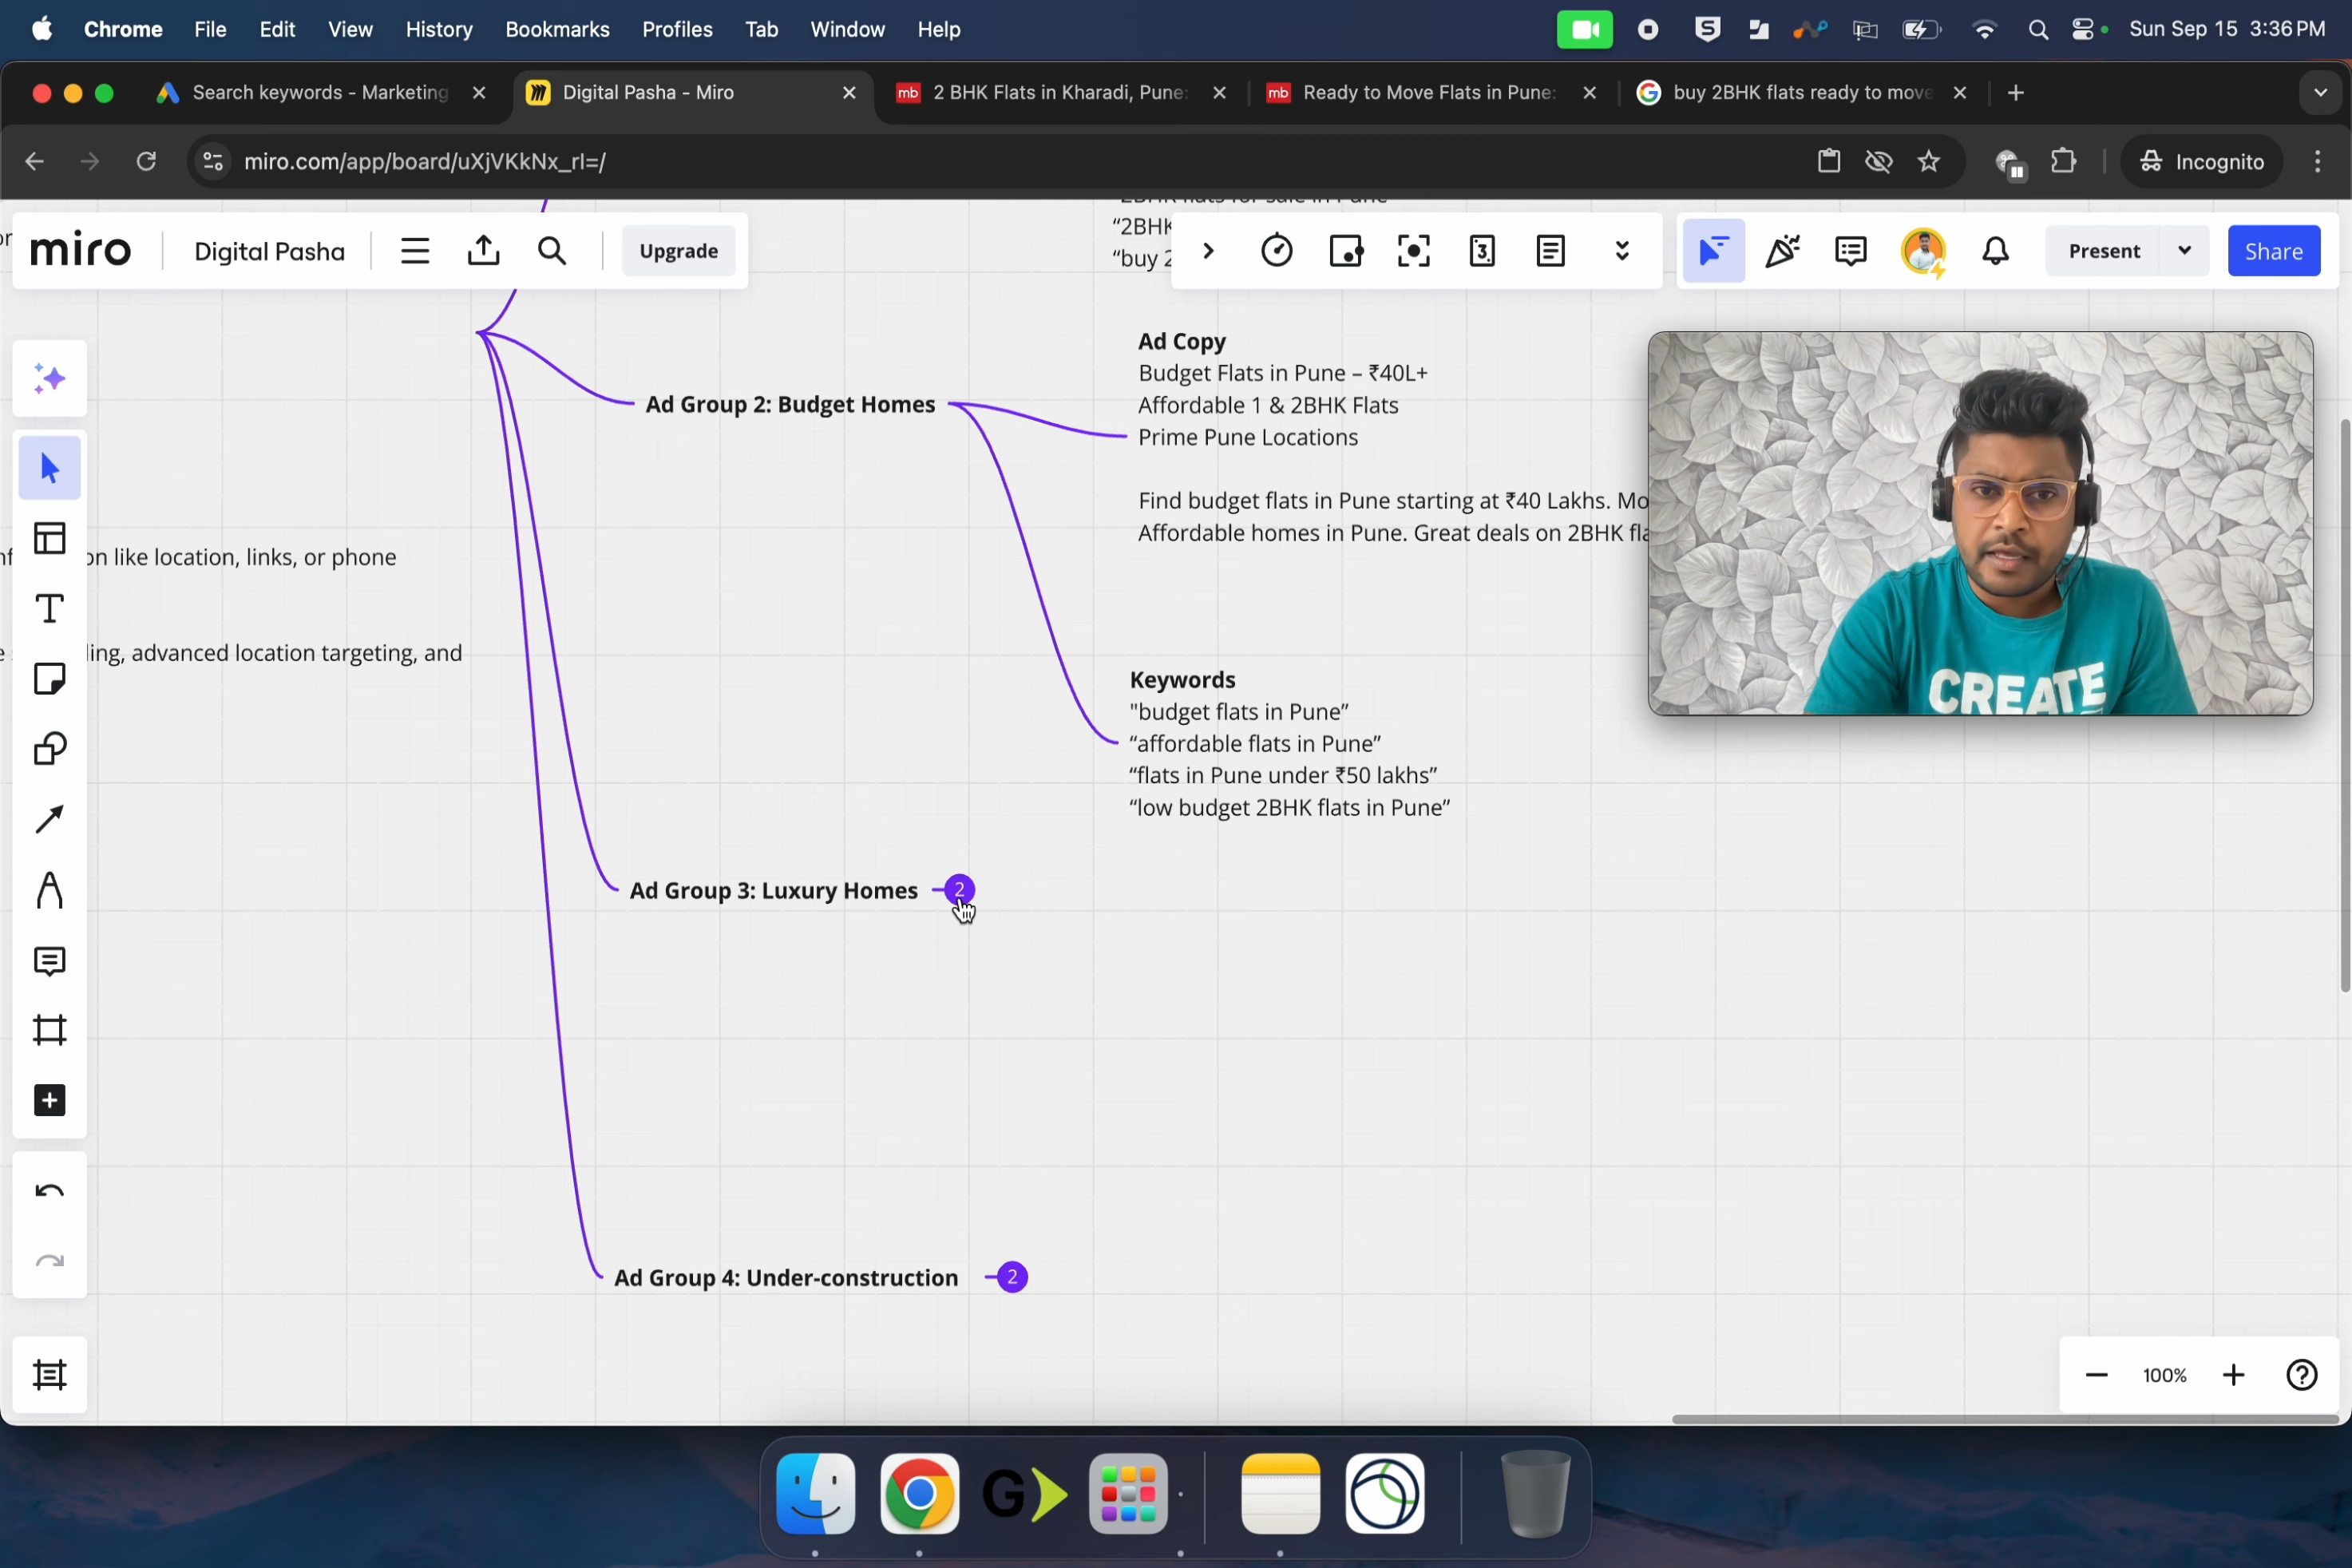 Chrome File Edit View History Bookmarks Profiles Tab Window Help Sun Sep 15 3:36 PM
Search keywords - Marketing
Digital Pasha - Miro
2 BHK Flats in Kharadi, Pune:
Ready to Move Flats in Pune:
buy 2BHK flats ready to move
miro.com/app/board/uXjVKkNx_rI=/
Incognito
miro
Digital Pasha
Upgrade
Present
Share
“2BHK
“buy 2
Ad Copy
Budget Flats in Pune – ₹40L+
Affordable 1 & 2BHK Flats
Prime Pune Locations
Find budget flats in Pune starting at ₹40 Lakhs. Mo
Affordable homes in Pune. Great deals on 2BHK fla
Ad Group 2: Budget Homes
on like location, links, or phone
ling, advanced location targeting, and
Keywords
"budget flats in Pune”
“affordable flats in Pune”
“flats in Pune under ₹50 lakhs”
“low budget 2BHK flats in Pune”
Ad Group 3: Luxury Homes 2
Ad Group 4: Under-construction 2
CREATE
100%